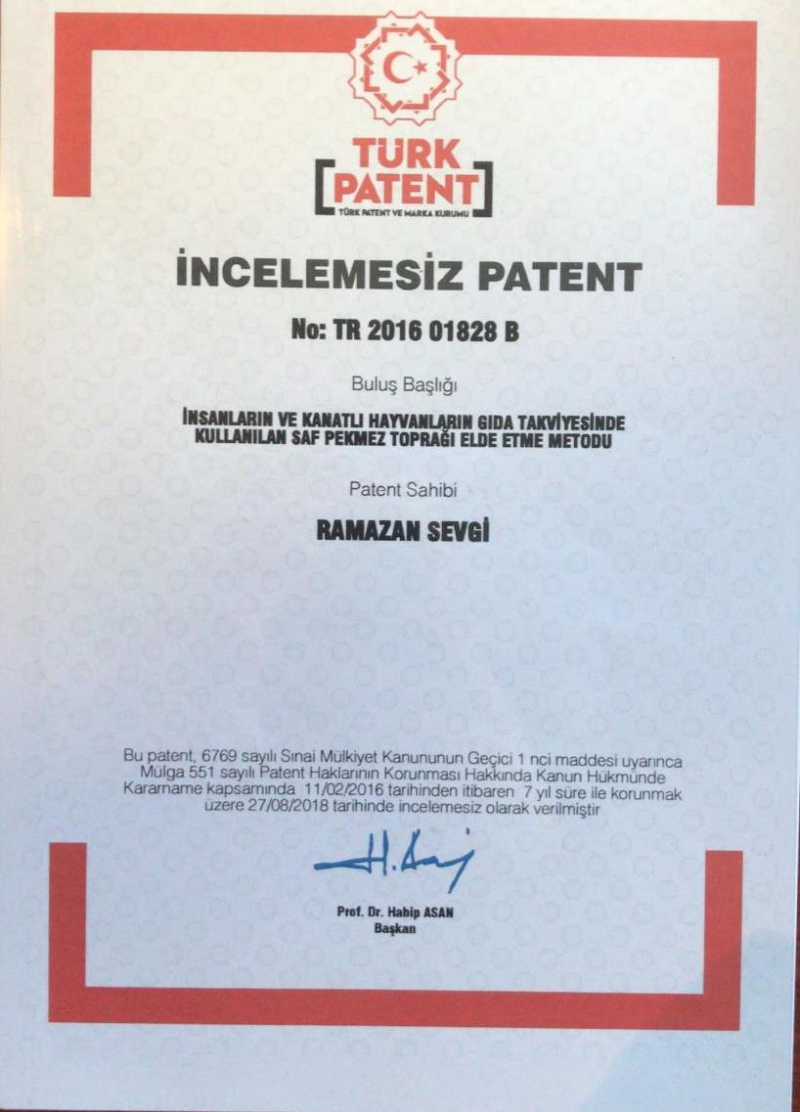 TÜRK
PATENT
TÜRK PATENT VE MARKA KURUMU
İNCELEMESİZ PATENT
No: TR 2016 01828 B
Buluş Başlığı
İNSANLARIN VE KANATLI HAYVANLARIN GIDA TAKVİYESİNDE
KULLANILAN SAF PEKMEZ TOPRAĞI ELDE ETME METODU
Patent Sahibi
RAMAZAN SEVGİ
Bu patent, 6769 sayılı Sınai Mülkiyet Kanununun Geçici 1 nci maddesi uyarınca
Mülga 551 sayılı Patent Haklarının Korunması Hakkında Kanun Hükmünde
Kararname kapsamında 11/02/2016 tarihinden itibaren 7 yıl süre ile korunmak
üzere 27/08/2018 tarihinde incelemesiz olarak verilmiştir
Prof. Dr. Habip ASAN
Başkan